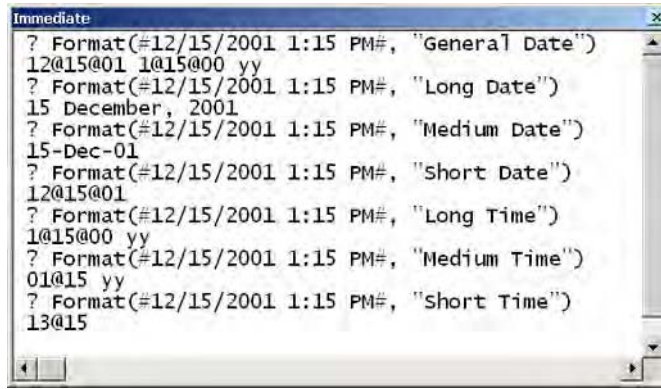 Immediate
? Format(#12/15/2001 1:15 PM#, "General Date")
12@15@01 1@15@00 yy
? Format(#12/15/2001 1:15 PM#, "Long Date")
15 December, 2001
? Format(#12/15/2001 1:15 PM#, "Medium Date")
15-Dec-01
? Format(#12/15/2001 1:15 PM#, "Short Date")
12@15@01
? Format(#12/15/2001 1:15 PM#, "Long Time")
1@15@00 yy
? Format(#12/15/2001 1:15 PM#, "Medium Time")
01@15 yy
? Format(#12/15/2001 1:15 PM#, "Short Time")
13@15